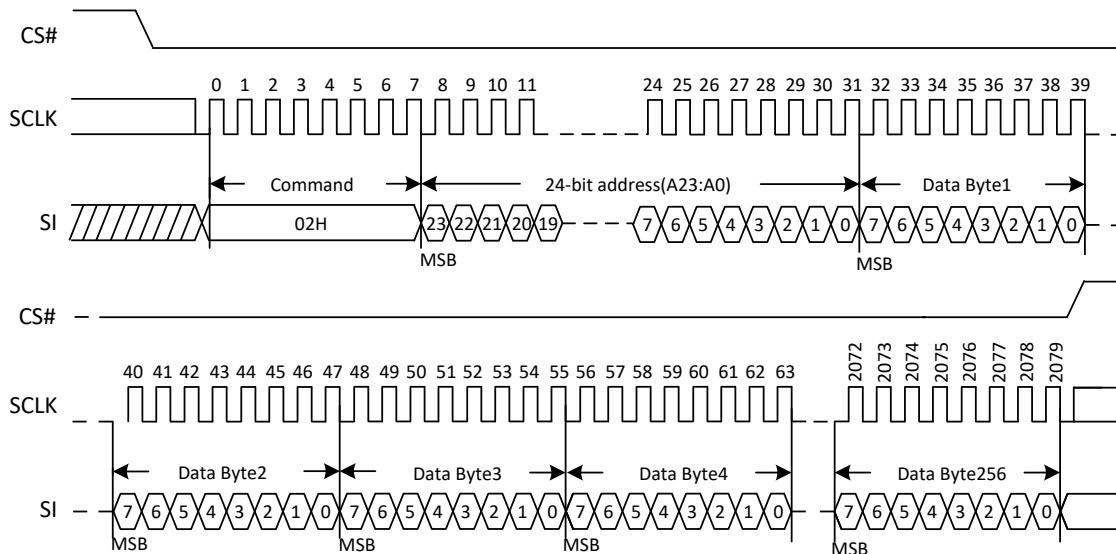 CS#
0 1 2 3 4 5 6 7 8 9 10 11 24 25 26 27 28 29 30 31 32 33 34 35 36 37 38 39
SCLK
Command 24-bit address(A23:A0) Data Byte1
SI 02H 23 22 21 20 19 7 6 5 4 3 2 1 0 7 6 5 4 3 2 1 0
MSB MSB
CS#
40 41 42 43 44 45 46 47 48 49 50 51 52 53 54 55 56 57 58 59 60 61 62 63 2072 2073 2074 2075 2076 2077 2078 2079
SCLK
Data Byte2 Data Byte3 Data Byte4 Data Byte256
SI 7 6 5 4 3 2 1 0 7 6 5 4 3 2 1 0 7 6 5 4 3 2 1 0 7 6 5 4 3 2 1 0
MSB MSB MSB MSB